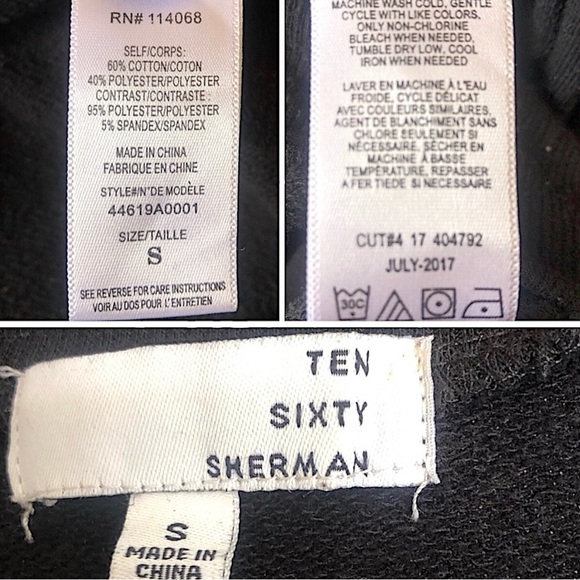 RN# 114068
SELF/CORPS:
60% COTTON/COTON
40% POLYESTER/POLYESTER
CONTRAST/CONTRASTE:
95% POLYESTER/POLYESTER
5% SPANDEX/SPANDEX
MADE IN CHINA
FABRIQUE EN CHINE
STYLE#/N°DE MODÈLE
44619A0001
SIZE/TAILLE
S
SEE REVERSE FOR CARE INSTRUCTIONS
VOIR AU DOS POUR L'ENTRETIEN
MACHINE WASH COLD, GENTLE
CYCLE WITH LIKE COLORS,
ONLY NON-CHLORINE
BLEACH WHEN NEEDED,
TUMBLE DRY LOW, COOL
IRON WHEN NEEDED
LAVER EN MACHINE À L'EAU
FROIDE, CYCLE DÉLICAT
AVEC COULEURS SIMILAIRES,
AGENT DE BLANCHIMENT SANS
CHLORE SEULEMENT SI
NÉCESSAIRE, SÉCHER EN
MACHINE À BASSE
TEMPÉRATURE, REPASSER
A FER TIEDE SI NECESSAIRE
CUT#4 17 404792
JULY-2017
30C
TEN
SIXTY
SHERMAN
S
MADE IN
CHINA